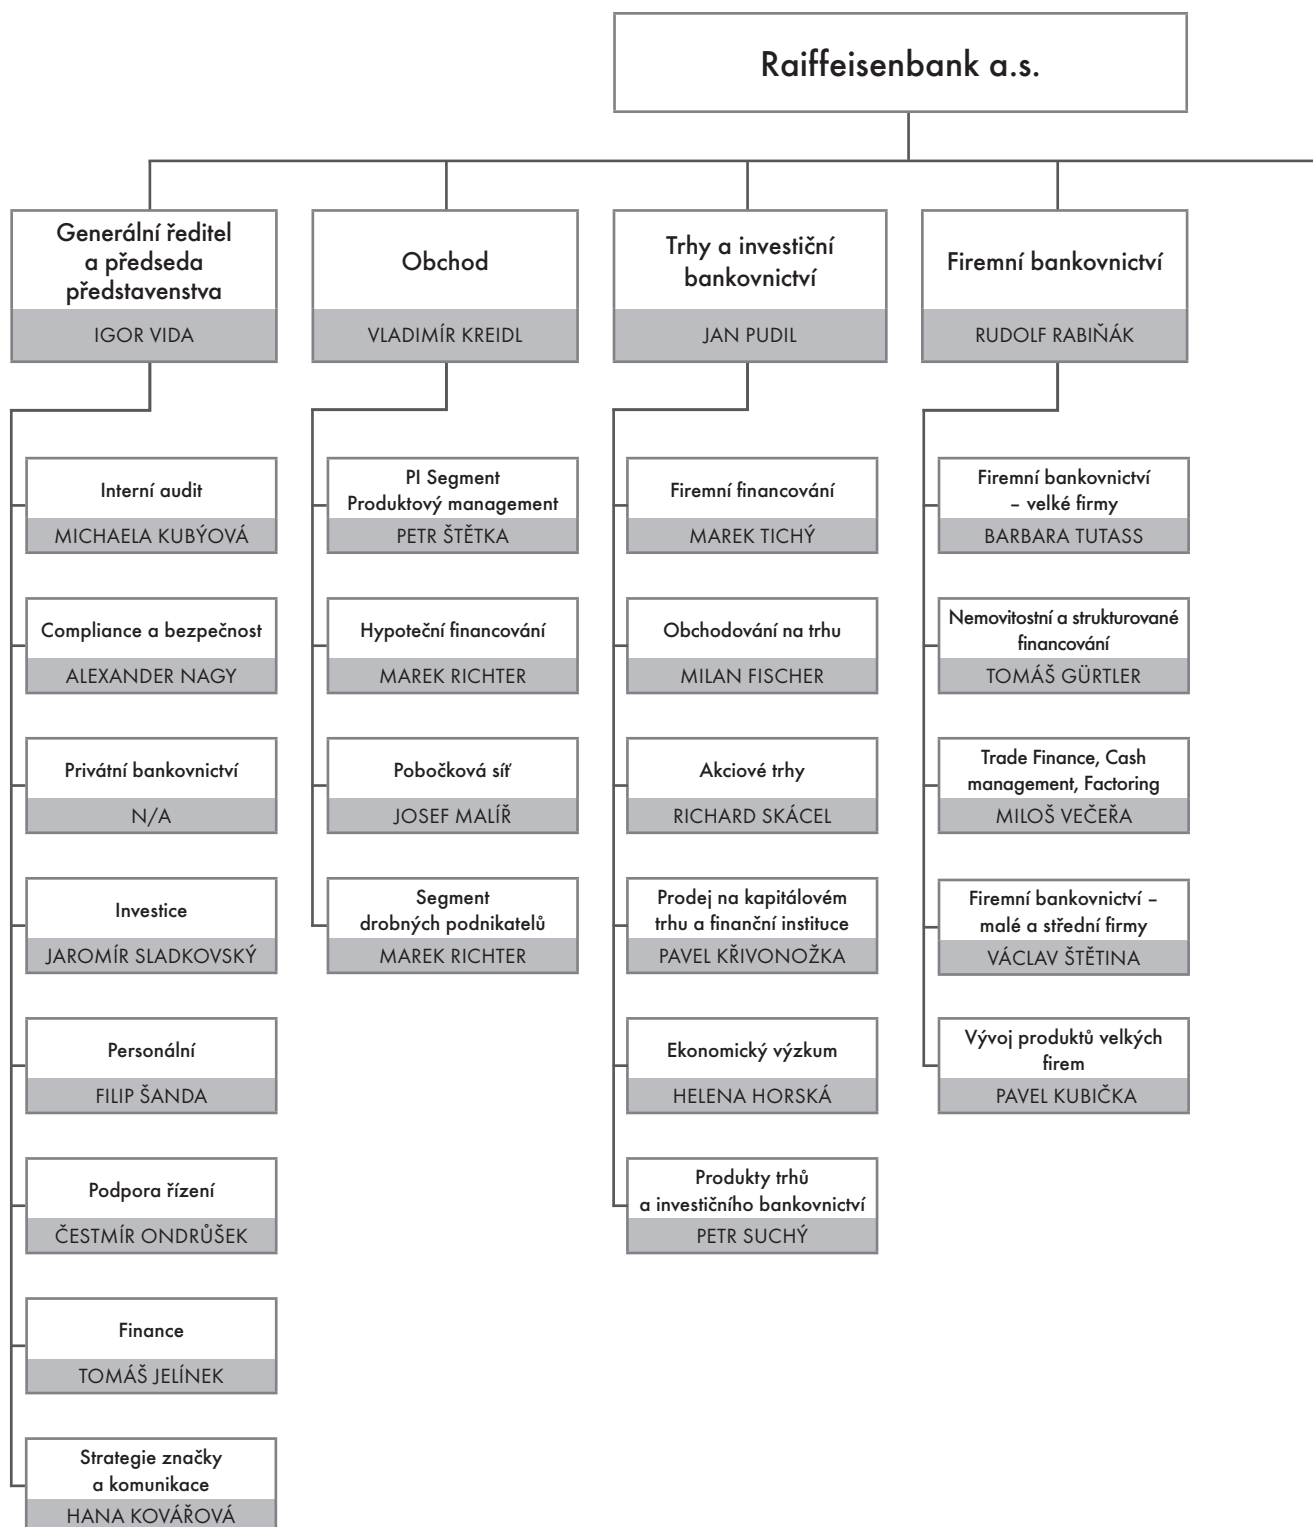 Raiffeisenbank a.s.
Generální ředitel
a předseda
představenstva
IGOR VIDA
Interní audit
MICHAELA KUBÝOVÁ
Compliance a bezpečnost
ALEXANDER NAGY
Privátní bankovnictví
N/A
Investice
JAROMÍR SLADKOVSKÝ
Personální
FILIP ŠANDA
Podpora řízení
ČESTMÍR ONDRŮŠEK
Finance
TOMÁŠ JELÍNEK
Strategie značky
a komunikace
HANA KOVÁŘOVÁ
Obchod
VLADIMÍR KREIDL
PI Segment
Produktový management
PETR ŠTĚTKA
Hypoteční financování
MAREK RICHTER
Pobočková síť
JOSEF MALÍŘ
Segment
drobných podnikatelů
MAREK RICHTER
Trhy a investiční
bankovnictví
JAN PUDIL
Firemní financování
MAREK TICHÝ
Obchodování na trhu
MILAN FISCHER
Akciové trhy
RICHARD SKÁCEL
Prodej na kapitálovém
trhu a finanční instituce
PAVEL KŘIVONOŽKA
Ekonomický výzkum
HELENA HORSKÁ
Produkty trhů
a investičního bankovnictví
PETR SUCHÝ
Firemní bankovnictví
RUDOLF RABIŇÁK
Firemní bankovnictví
– velké firmy
BARBARA TUTASS
Nemovitostní a strukturované
financování
TOMÁŠ GÜRTLER
Trade Finance, Cash
management, Factoring
MILOŠ VEČEŘA
Firemní bankovnictví –
malé a střední firmy
VÁCLAV ŠTĚTINA
Vývoj produktů velkých
firem
PAVEL KUBIČKA